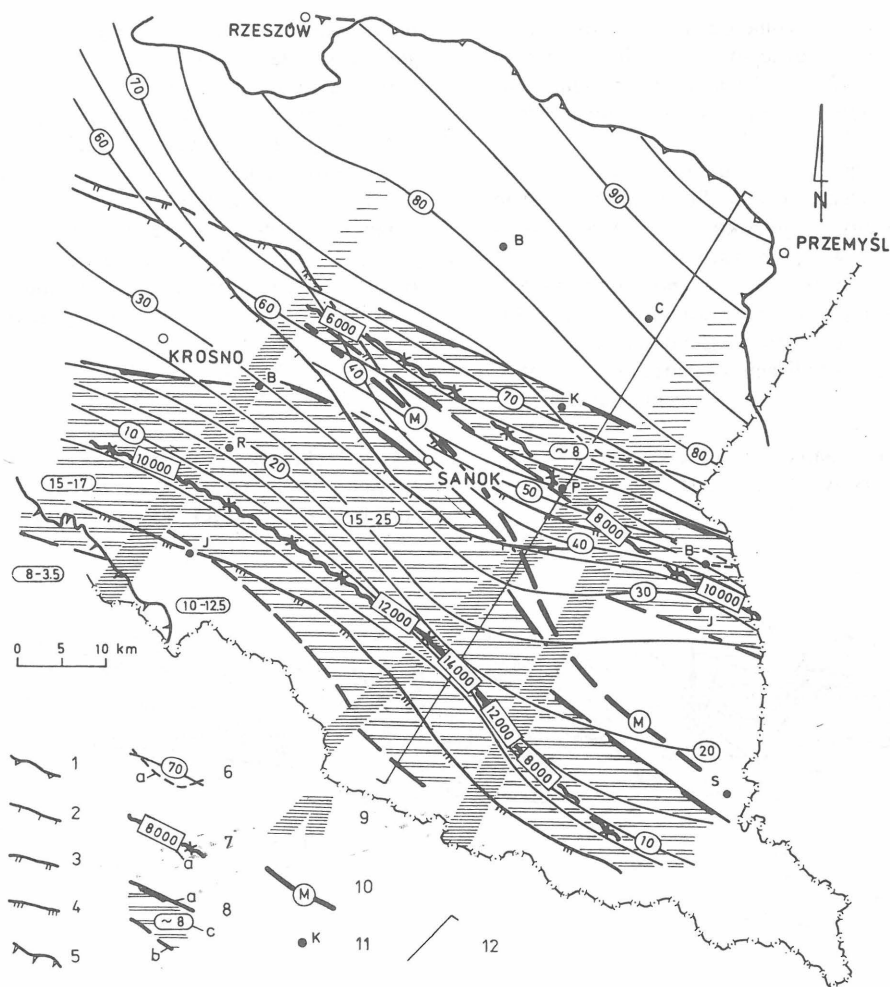 RZESZÓW
70
60
N
90
80
B
PRZEMYŚL
C
30
60
6000
KROSNO
40
B
70
K
M
80
~ 8
R
10
20
SANOK
50
P
10000
15-17
15-25
8000
40
B
J
30
10000
J
8-3.5
10-12.5
12000
0 5 10 km
14000
M
12000
20
8000
S
10
1
70
6
a
2
8000
7
a
9
3
a
8
M
10
4
~ 8
c
K
11
12
5
b